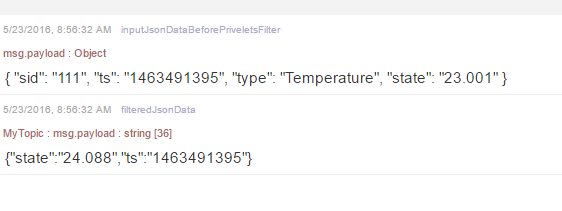 5/23/2016, 8:56:32 AM inputJsonDataBeforePriveletsFilter
msg.payload : Object
{ "sid": "111", "ts": "1463491395", "type": "Temperature", "state": "23.001" }
5/23/2016, 8:56:32 AM filteredJsonData
MyTopic : msg.payload : string [36]
{"state":"24.088","ts":"1463491395"}